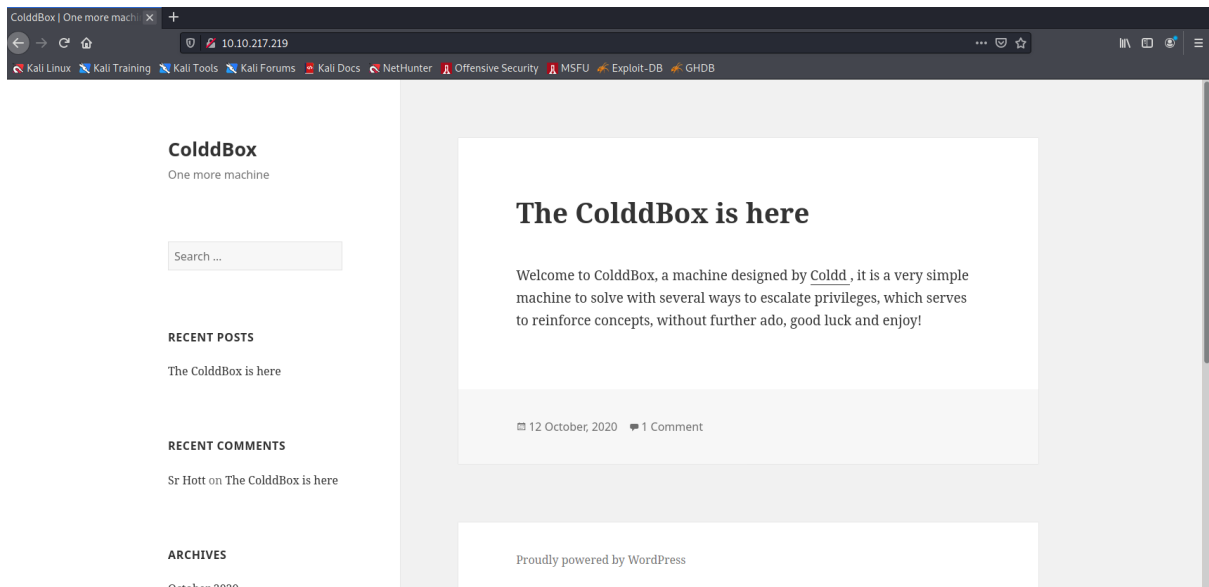 ColddBox | One more machi
10.10.217.219
Kali Linux Kali Training Kali Tools Kali Forums Kali Docs NetHunter Offensive Security MSFU Exploit-DB GHDB
ColddBox
One more machine
Search ...
RECENT POSTS
The ColddBox is here
RECENT COMMENTS
Sr Hott on The ColddBox is here
ARCHIVES
October 2020
The ColddBox is here
Welcome to ColddBox, a machine designed by Coldd , it is a very simple
machine to solve with several ways to escalate privileges, which serves
to reinforce concepts, without further ado, good luck and enjoy!
12 October, 2020 1 Comment
Proudly powered by WordPress